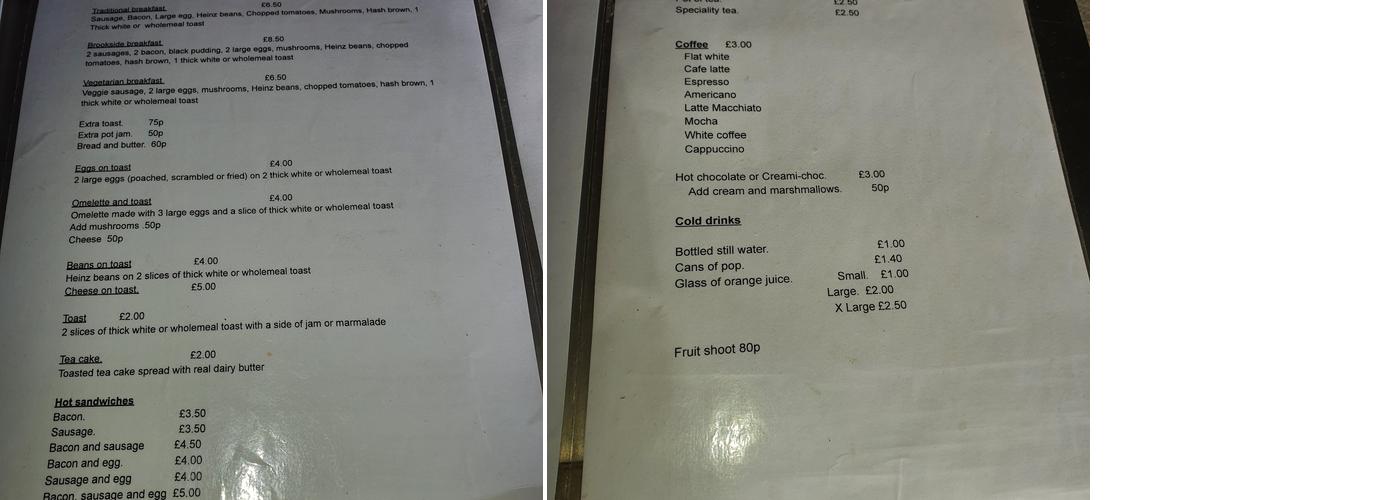 Traditional breakfast £6.50
Sausage, Bacon, Large egg, Heinz beans, Chopped tomatoes, Mushrooms, Hash brown, 1
Thick white or wholemeal toast
Brookside breakfast £8.50
2 sausages, 2 bacon, black pudding, 2 large eggs, mushrooms, Heinz beans, chopped
tomatoes, hash brown, 1 thick white or wholemeal toast
Vegetarian breakfast £6.50
Veggie sausage, 2 large eggs, mushrooms, Heinz beans, chopped tomatoes, hash brown, 1
thick white or wholemeal toast
Extra toast. 75p
Extra pot jam. 50p
Bread and butter. 60p
Eggs on toast £4.00
2 large eggs (poached, scrambled or fried) on 2 thick white or wholemeal toast
Omelette and toast £4.00
Omelette made with 3 large eggs and a slice of thick white or wholemeal toast
Add mushrooms .50p
Cheese 50p
Beans on toast £4.00
Heinz beans on 2 slices of thick white or wholemeal toast
Cheese on toast. £5.00
Toast £2.00
2 slices of thick white or wholemeal toast with a side of jam or marmalade
Tea cake. £2.00
Toasted tea cake spread with real dairy butter
Hot sandwiches
Bacon. £3.50
Sausage. £3.50
Bacon and sausage £4.50
Bacon and egg. £4.00
Sausage and egg £4.00
Bacon, sausage and egg £5.00
£2.50
Speciality tea. £2.50
Coffee £3.00
Flat white
Cafe latte
Espresso
Americano
Latte Macchiato
Mocha
White coffee
Cappuccino
Hot chocolate or Creami-choc. £3.00
Add cream and marshmallows. 50p
Cold drinks
Bottled still water. £1.00
Cans of pop. £1.40
Glass of orange juice. Small. £1.00
Large. £2.00
X Large £2.50
Fruit shoot 80p